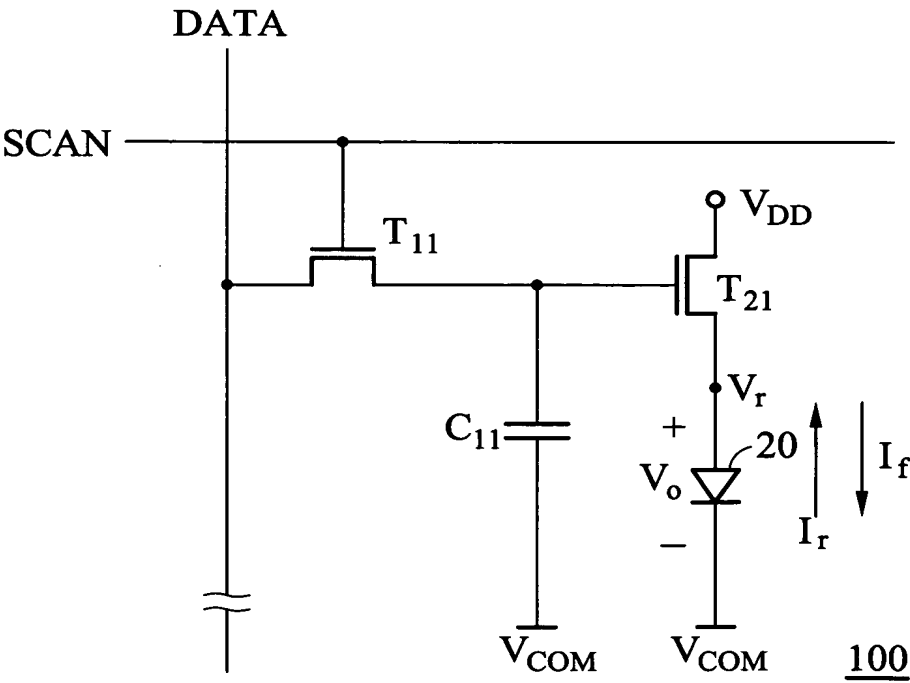 DATA
SCAN
T11
VDD
T21
Vr
C11
+
20
Vo
Ir
If
−
VCOM
VCOM
100